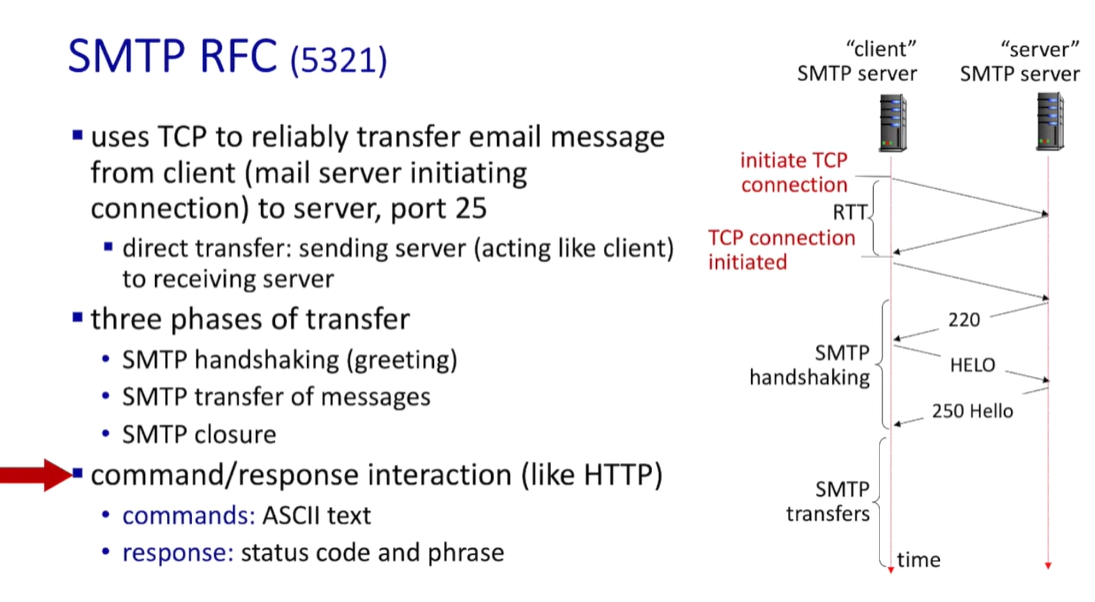 SMTP RFC (5321)
▪ uses TCP to reliably transfer email message
from client (mail server initiating
connection) to server, port 25
▪ direct transfer: sending server (acting like client)
to receiving server
▪ three phases of transfer
• SMTP handshaking (greeting)
• SMTP transfer of messages
• SMTP closure
▪ command/response interaction (like HTTP)
• commands: ASCII text
• response: status code and phrase
“client”
SMTP server
“server”
SMTP server
initiate TCP
connection
RTT
TCP connection
initiated
220
SMTP
handshaking
HELO
250 Hello
SMTP
transfers
time